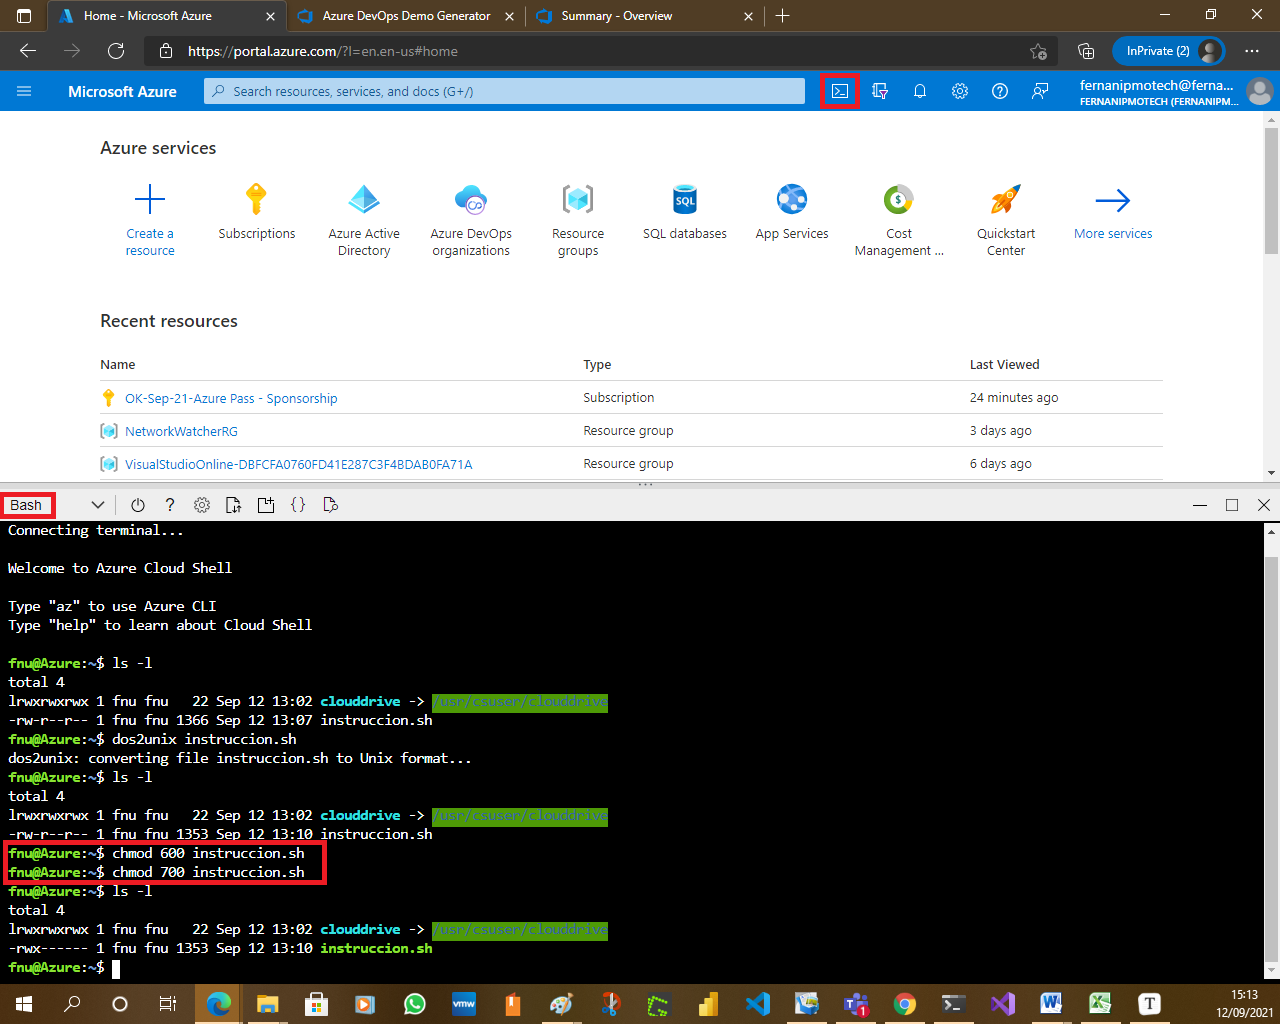 Home - Microsoft Azure
Azure DevOps Demo Generator
Summary - Overview
https://portal.azure.com/?l=en.en-us#home
InPrivate (2)
Microsoft Azure
Search resources, services, and docs (G+/)
fernanipmotech@ferna...
FERNANIPMOTECH (FERNANIPM...
Azure services
Create a resource
Subscriptions
Azure Active Directory
Azure DevOps organizations
Resource groups
SQL
SQL databases
App Services
$
Cost Management ...
Quickstart Center
More services
Recent resources
Name Type Last Viewed
OK-Sep-21-Azure Pass - Sponsorship Subscription 24 minutes ago
NetworkWatcherRG Resource group 3 days ago
VisualStudioOnline-DBFCFA0760FD41E287C3F4BDAB0FA71A Resource group 6 days ago
Bash
Connecting terminal...
Welcome to Azure Cloud Shell
Type "az" to use Azure CLI
Type "help" to learn about Cloud Shell
fnu@Azure:~$ ls -l
total 4
lrwxrwxrwx 1 fnu fnu   22 Sep 12 13:02 clouddrive -> /usr/csuser/clouddrive
-rw-r--r-- 1 fnu fnu 1366 Sep 12 13:07 instruccion.sh
fnu@Azure:~$ dos2unix instruccion.sh
dos2unix: converting file instruccion.sh to Unix format...
fnu@Azure:~$ ls -l
total 4
lrwxrwxrwx 1 fnu fnu   22 Sep 12 13:02 clouddrive -> /usr/csuser/clouddrive
-rw-r--r-- 1 fnu fnu 1353 Sep 12 13:10 instruccion.sh
fnu@Azure:~$ chmod 600 instruccion.sh
fnu@Azure:~$ chmod 700 instruccion.sh
fnu@Azure:~$ ls -l
total 4
lrwxrwxrwx 1 fnu fnu   22 Sep 12 13:02 clouddrive -> /usr/csuser/clouddrive
-rwx------ 1 fnu fnu 1353 Sep 12 13:10 instruccion.sh
fnu@Azure:~$
vmw
1
T
15:13
12/09/2021